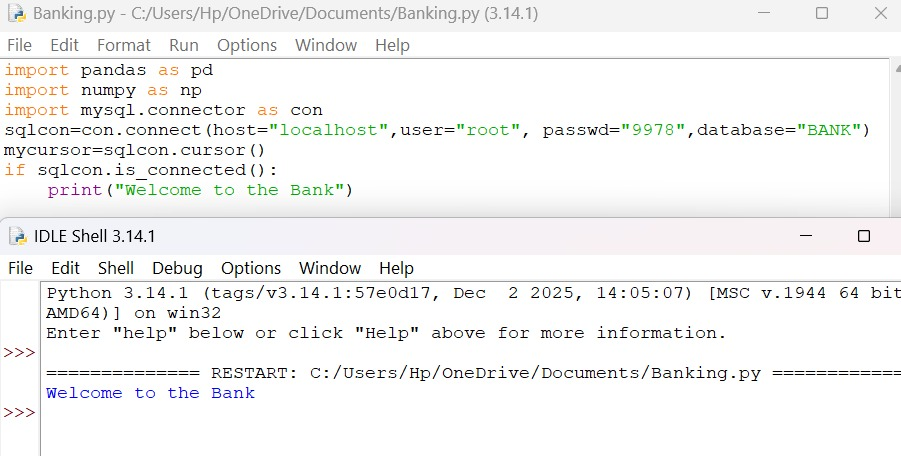 Banking.py - C:/Users/Hp/OneDrive/Documents/Banking.py (3.14.1)
File Edit Format Run Options Window Help
import pandas as pd
import numpy as np
import mysql.connector as con
sqlcon=con.connect(host="localhost",user="root", passwd="9978",database="BANK")
mycursor=sqlcon.cursor()
if sqlcon.is_connected():
    print("Welcome to the Bank")
IDLE Shell 3.14.1
File Edit Shell Debug Options Window Help
Python 3.14.1 (tags/v3.14.1:57e0d17, Dec  2 2025, 14:05:07) [MSC v.1944 64 bit
AMD64)] on win32
Enter "help" below or click "Help" above for more information.
>>>
============== RESTART: C:/Users/Hp/OneDrive/Documents/Banking.py ============
Welcome to the Bank
>>>